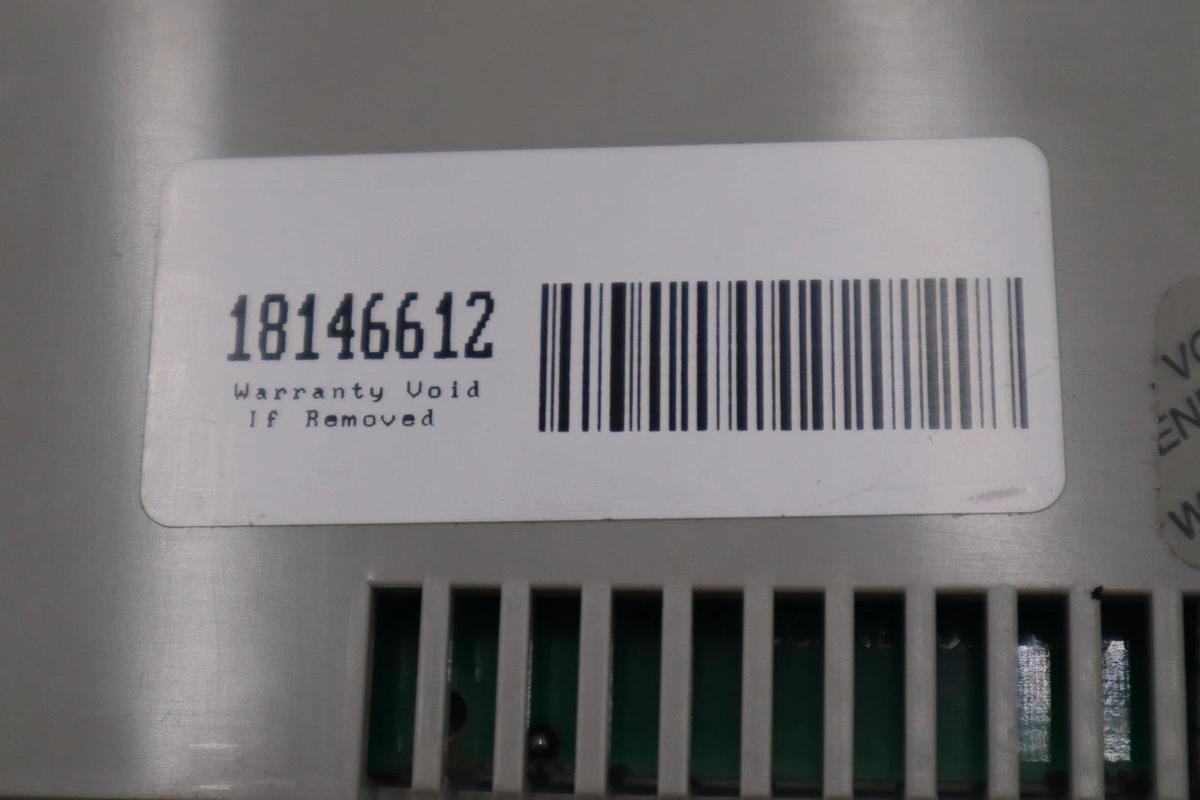 18146612
Warranty Void
If Removed